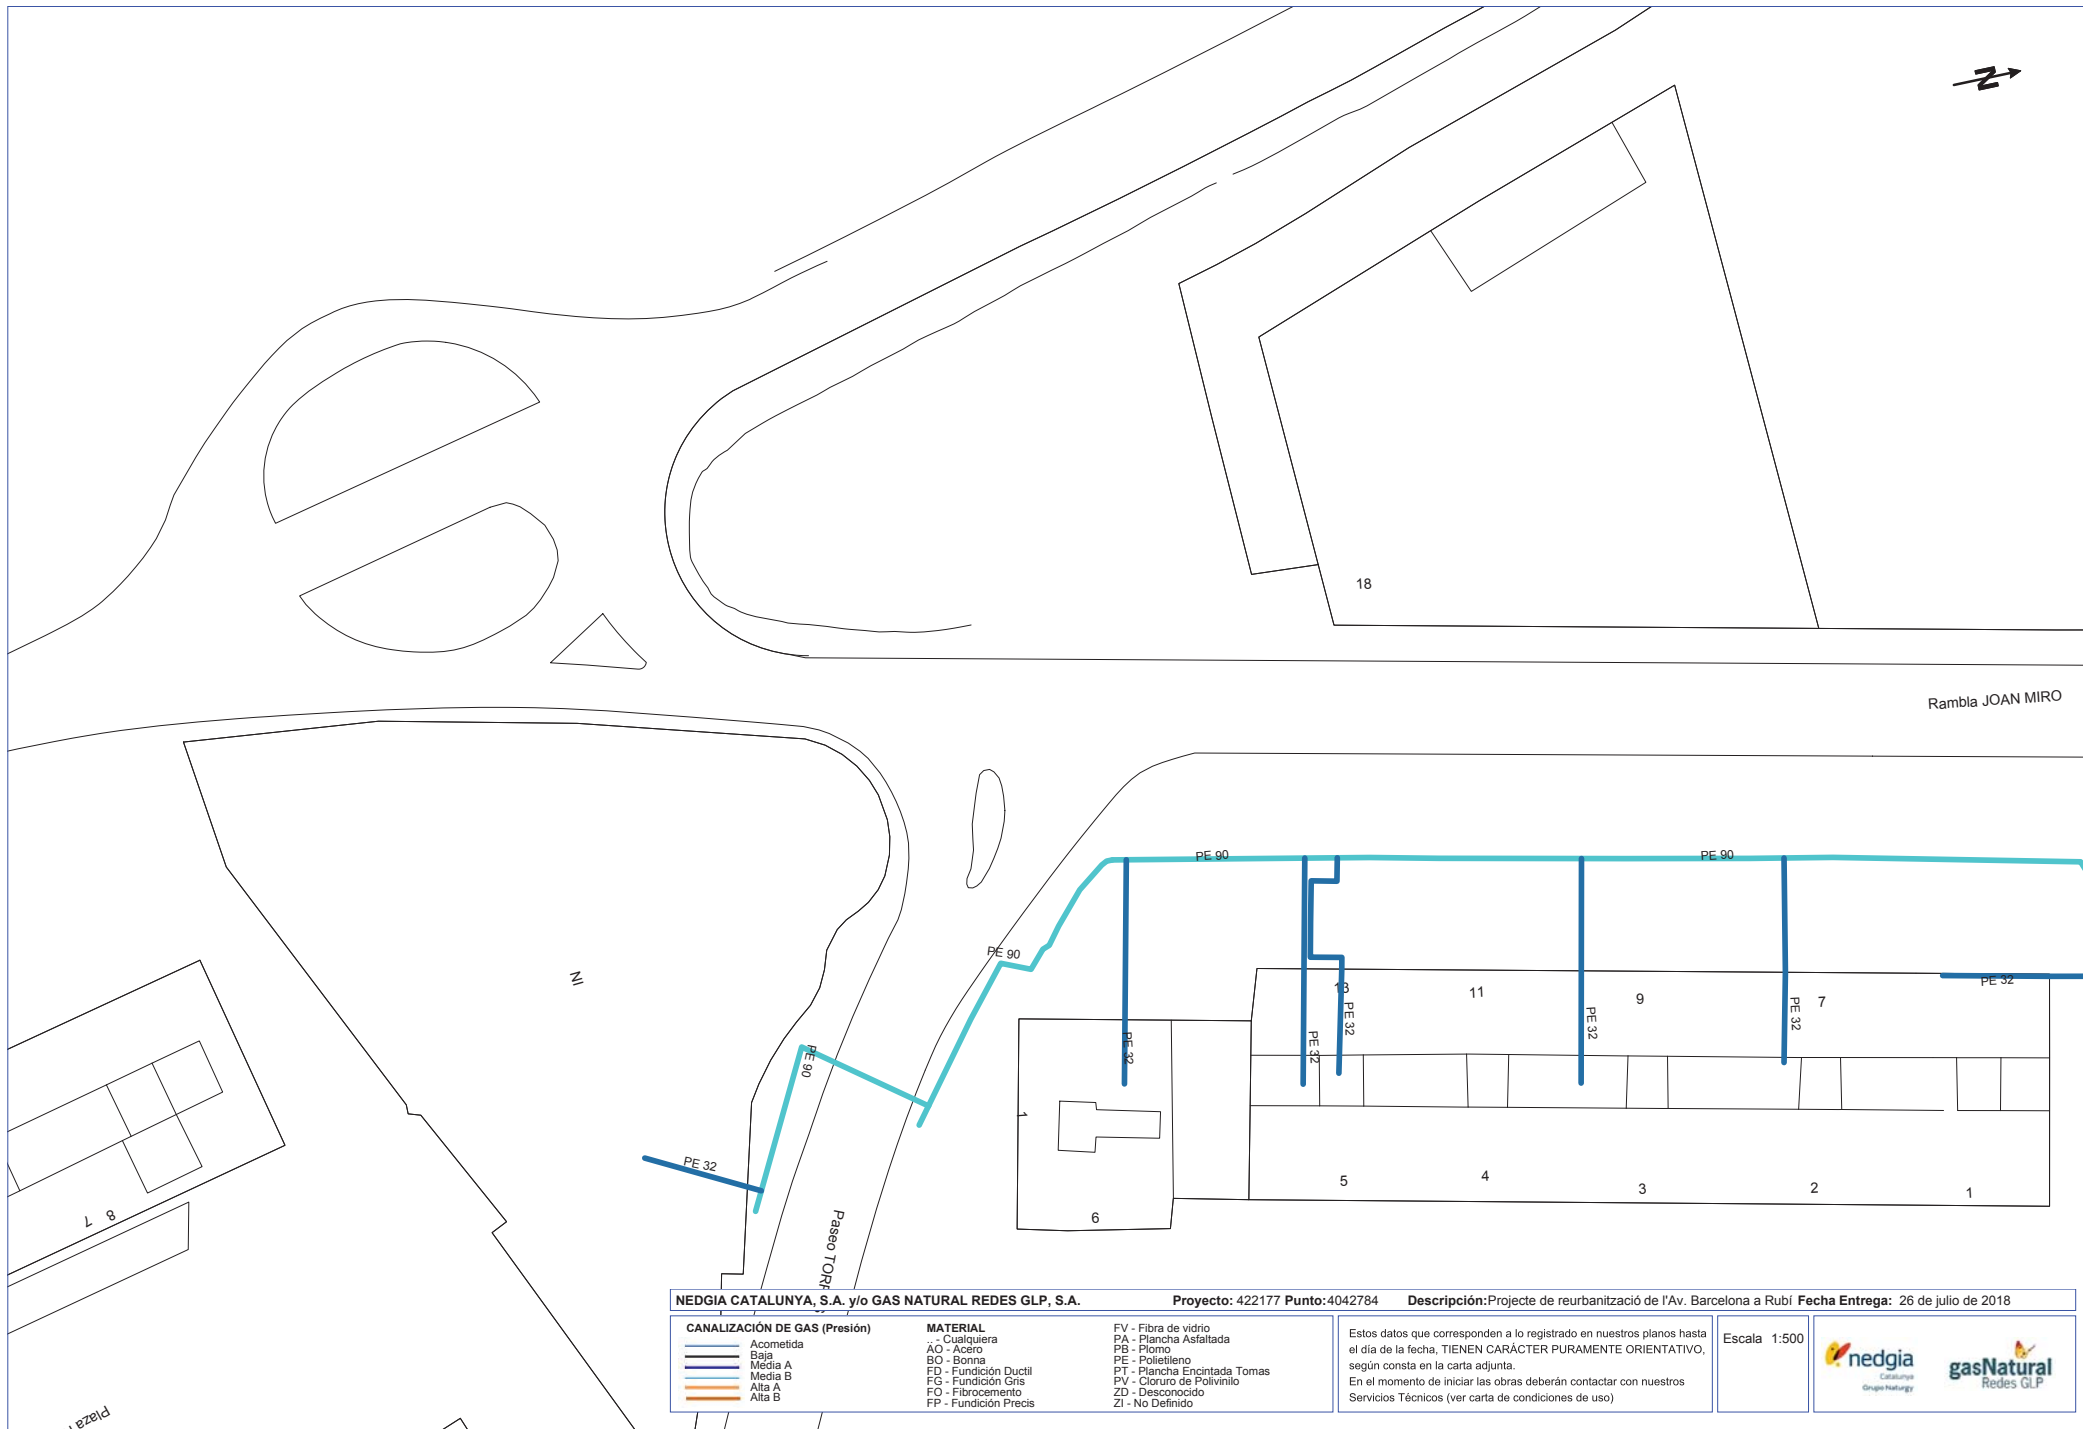 N
18
Rambla JOAN MIRO
PE 90
PE 90
PE 90
NI
13
11
9
7
PE 32
PE 32
PE 32
PE 32
PE 32
PE 32
PE 90
1
PE 32
5
4
3
2
1
6
8
7
Paseo TORR
Plaza
NEDGIA CATALUNYA, S.A. y/o GAS NATURAL REDES GLP, S.A. Proyecto: 422177 Punto:4042784 Descripción:Projecte de reurbanització de l'Av. Barcelona a Rubí Fecha Entrega: 26 de julio de 2018
CANALIZACIÓN DE GAS (Presión)
Acometida
Baja
Media A
Media B
Alta A
Alta B
MATERIAL
.. - Cualquiera
AO - Acero
BO - Bonna
FD - Fundición Ductil
FG - Fundición Gris
FO - Fibrocemento
FP - Fundición Precis
FV - Fibra de vidrio
PA - Plancha Asfaltada
PB - Plomo
PE - Polietileno
PT - Plancha Encintada Tomas
PV - Cloruro de Polivinilo
ZD - Desconocido
ZI - No Definido
Estos datos que corresponden a lo registrado en nuestros planos hasta
el día de la fecha, TIENEN CARÁCTER PURAMENTE ORIENTATIVO,
según consta en la carta adjunta.
En el momento de iniciar las obras deberán contactar con nuestros
Servicios Técnicos (ver carta de condiciones de uso)
Escala 1:500
nedgia
Catalunya
Grupo Naturgy
gasNatural
Redes GLP